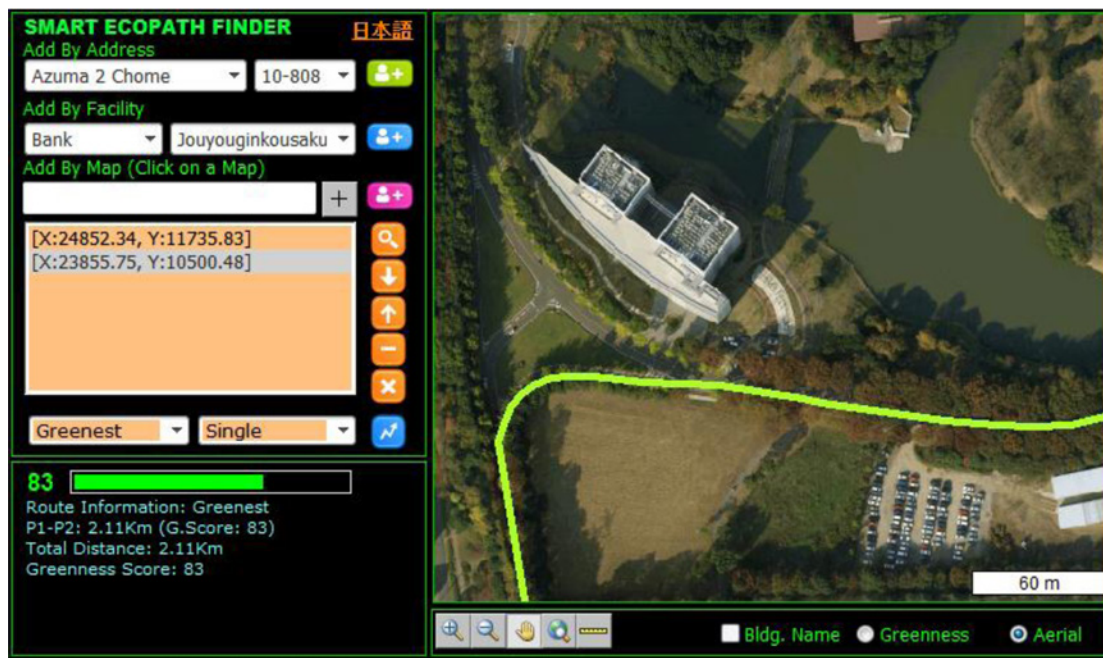 SMART ECOPATH FINDER
日本語
Add By Address
Azuma 2 Chome 10-808
Add By Facility
Bank Jouyouginkousaku
Add By Map (Click on a Map)
[X:24852.34, Y:11735.83]
[X:23855.75, Y:10500.48]
Greenest Single
83
Route Information: Greenest
P1-P2: 2.11Km (G.Score: 83)
Total Distance: 2.11Km
Greenness Score: 83
60 m
Bldg. Name Greenness Aerial